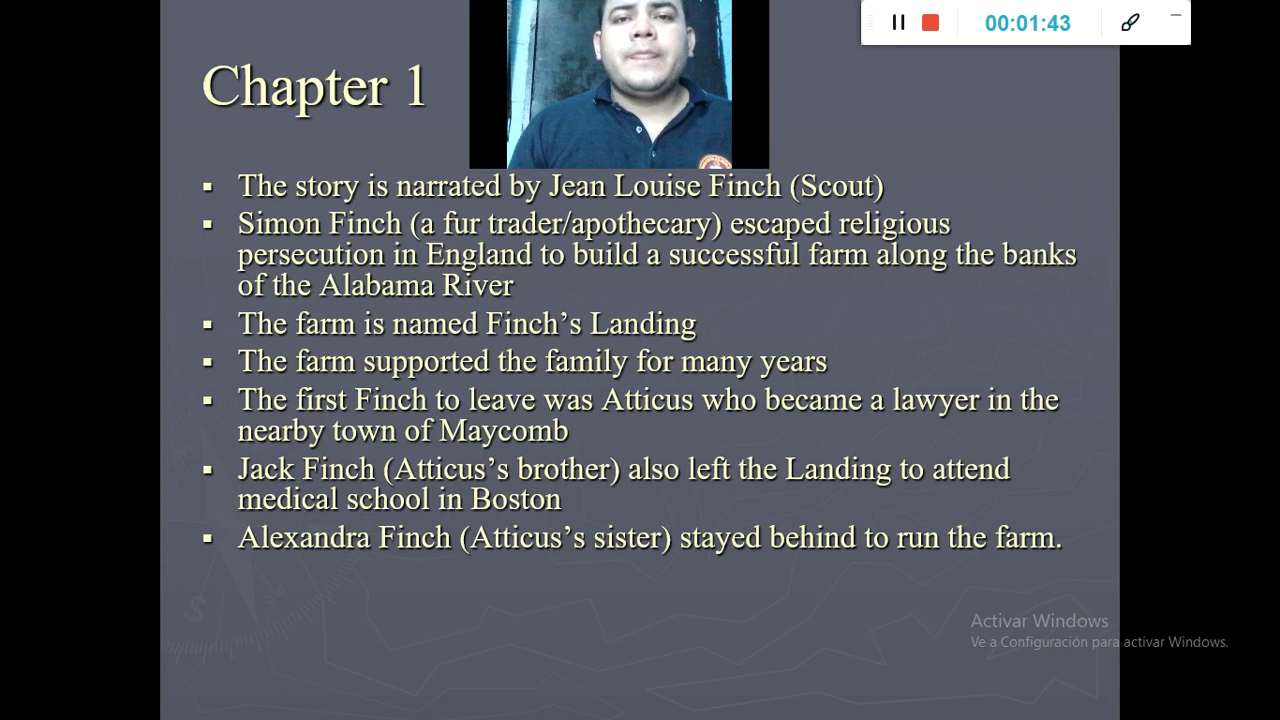 00:01:43
Chapter 1
▪ The story is narrated by Jean Louise Finch (Scout)
▪ Simon Finch (a fur trader/apothecary) escaped religious
persecution in England to build a successful farm along the banks
of the Alabama River
▪ The farm is named Finch’s Landing
▪ The farm supported the family for many years
▪ The first Finch to leave was Atticus who became a lawyer in the
nearby town of Maycomb
▪ Jack Finch (Atticus’s brother) also left the Landing to attend
medical school in Boston
▪ Alexandra Finch (Atticus’s sister) stayed behind to run the farm.
S
Activar Windows
Ve a Configuración para activar Windows.